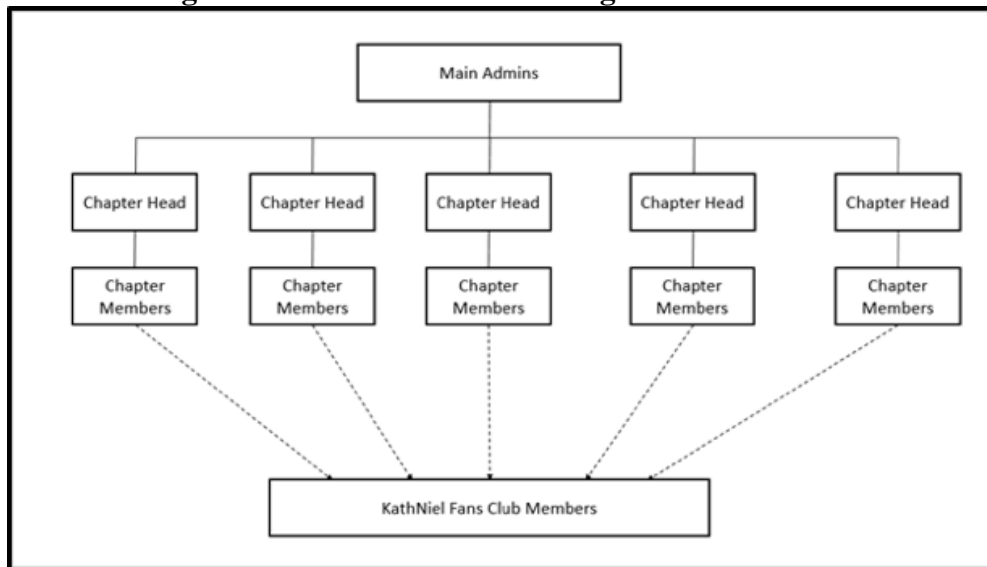 Main Admins
Chapter Head
Chapter Head
Chapter Head
Chapter Head
Chapter Head
Chapter
Members
Chapter
Members
Chapter
Members
Chapter
Members
Chapter
Members
KathNiel Fans Club Members